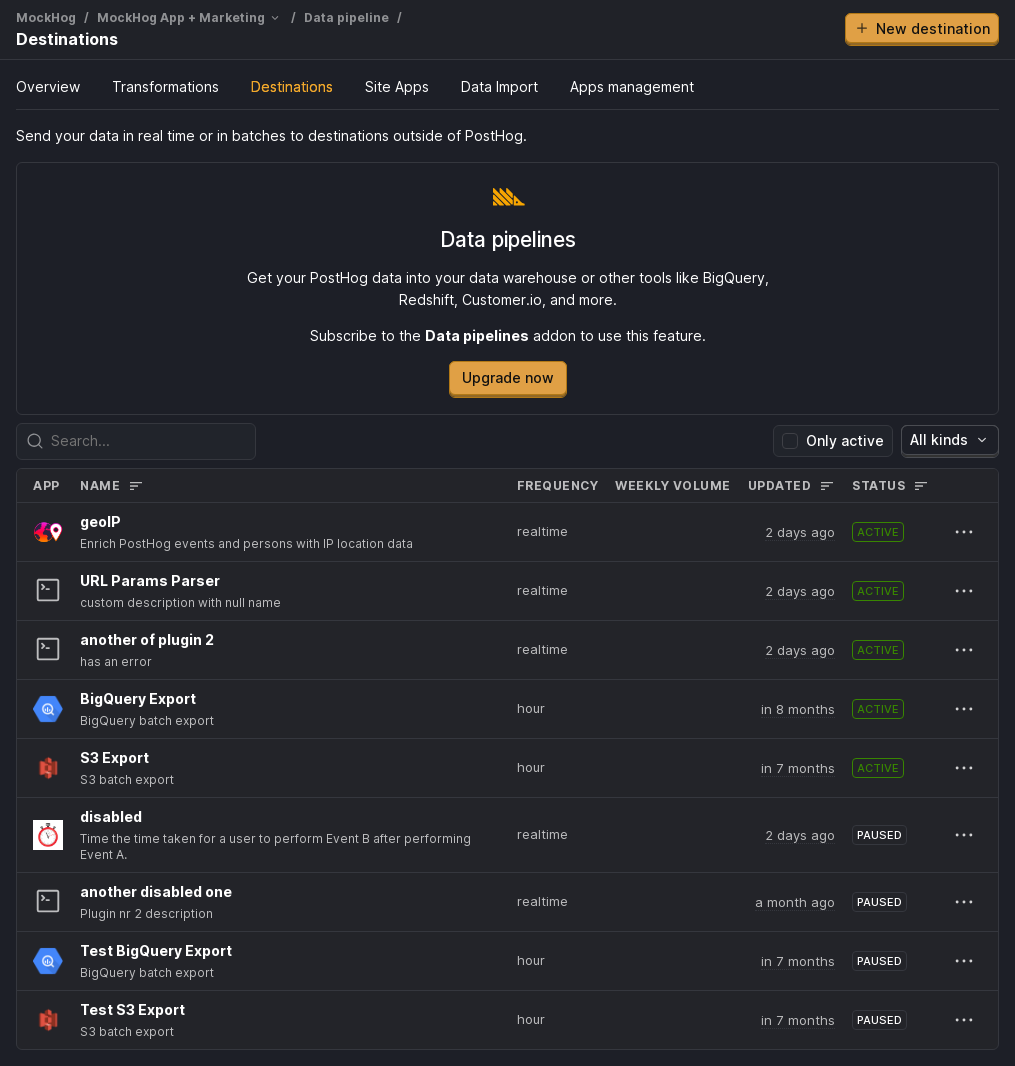 MockHog / MockHog App + Marketing / Data pipeline /
Destinations
New destination
Overview Transformations Destinations Site Apps Data Import Apps management
Send your data in real time or in batches to destinations outside of PostHog.
Data pipelines
Get your PostHog data into your data warehouse or other tools like BigQuery,
Redshift, Customer.io, and more.
Subscribe to the Data pipelines addon to use this feature.
Upgrade now
Search... Only active All kinds
APP NAME FREQUENCY WEEKLY VOLUME UPDATED STATUS
geoIP
Enrich PostHog events and persons with IP location data
realtime 2 days ago ACTIVE
URL Params Parser
custom description with null name
realtime 2 days ago ACTIVE
another of plugin 2
has an error
realtime 2 days ago ACTIVE
BigQuery Export
BigQuery batch export
hour in 8 months ACTIVE
S3 Export
S3 batch export
hour in 7 months ACTIVE
disabled
Time the time taken for a user to perform Event B after performing
Event A.
realtime 2 days ago PAUSED
another disabled one
Plugin nr 2 description
realtime a month ago PAUSED
Test BigQuery Export
BigQuery batch export
hour in 7 months PAUSED
Test S3 Export
S3 batch export
hour in 7 months PAUSED